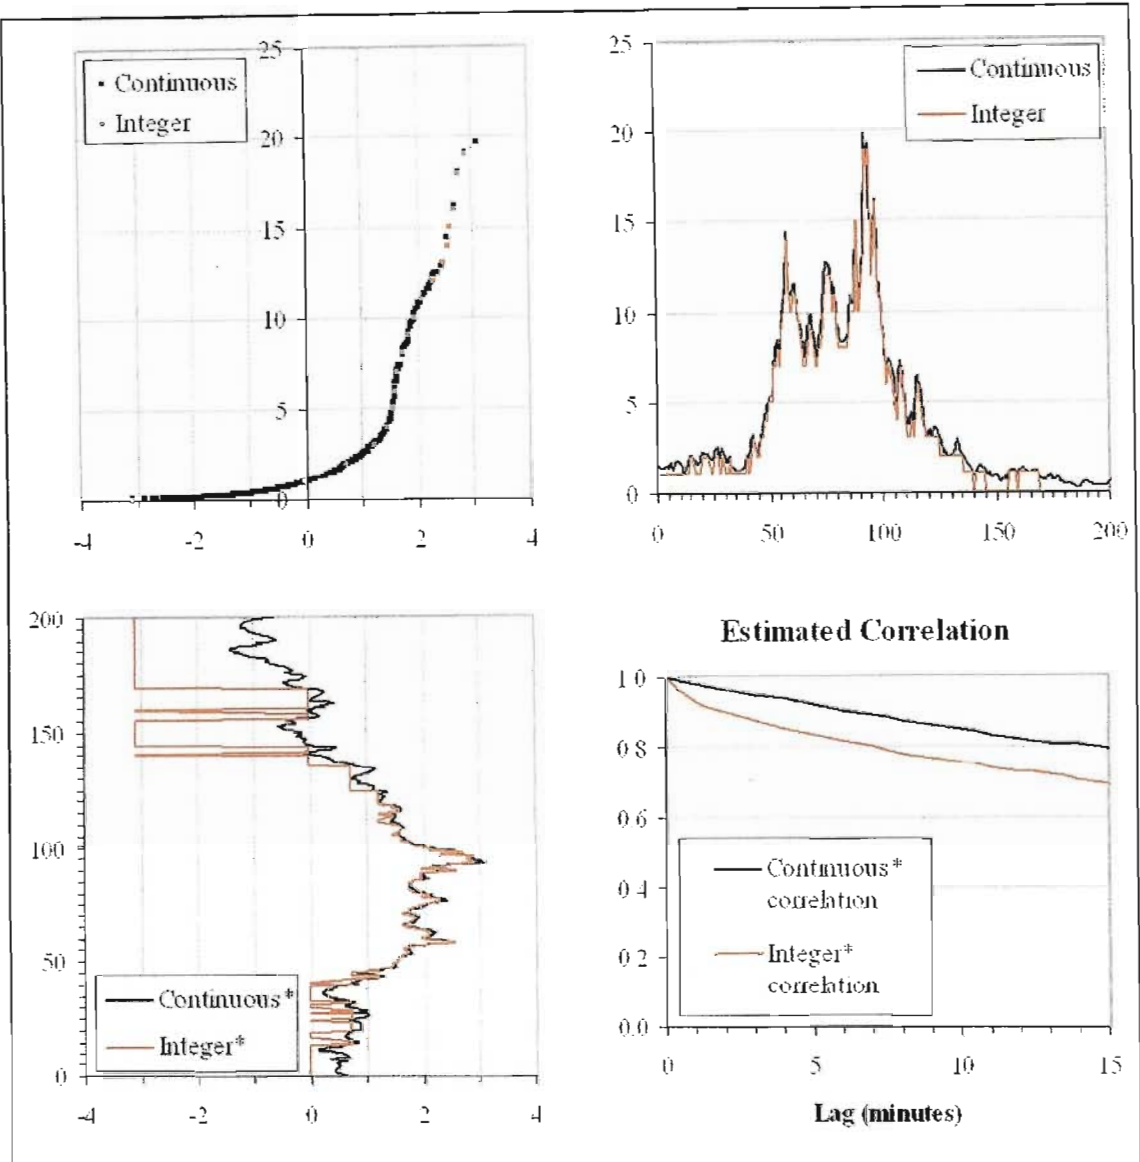 25
Continuous
Integer
20
15
10
5
0
-4 -2 0 2 4
25
Continuous
Integer
20
15
10
5
0
0 50 100 150 200
200
150
100
50
0
Continuous*
Integer*
-4 -2 0 2 4
Estimated Correlation
1.0
0.8
0.6
0.4
0.2
0.0
Continuous*
correlation
Integer*
correlation
0 5 10 15
Lag (minutes)